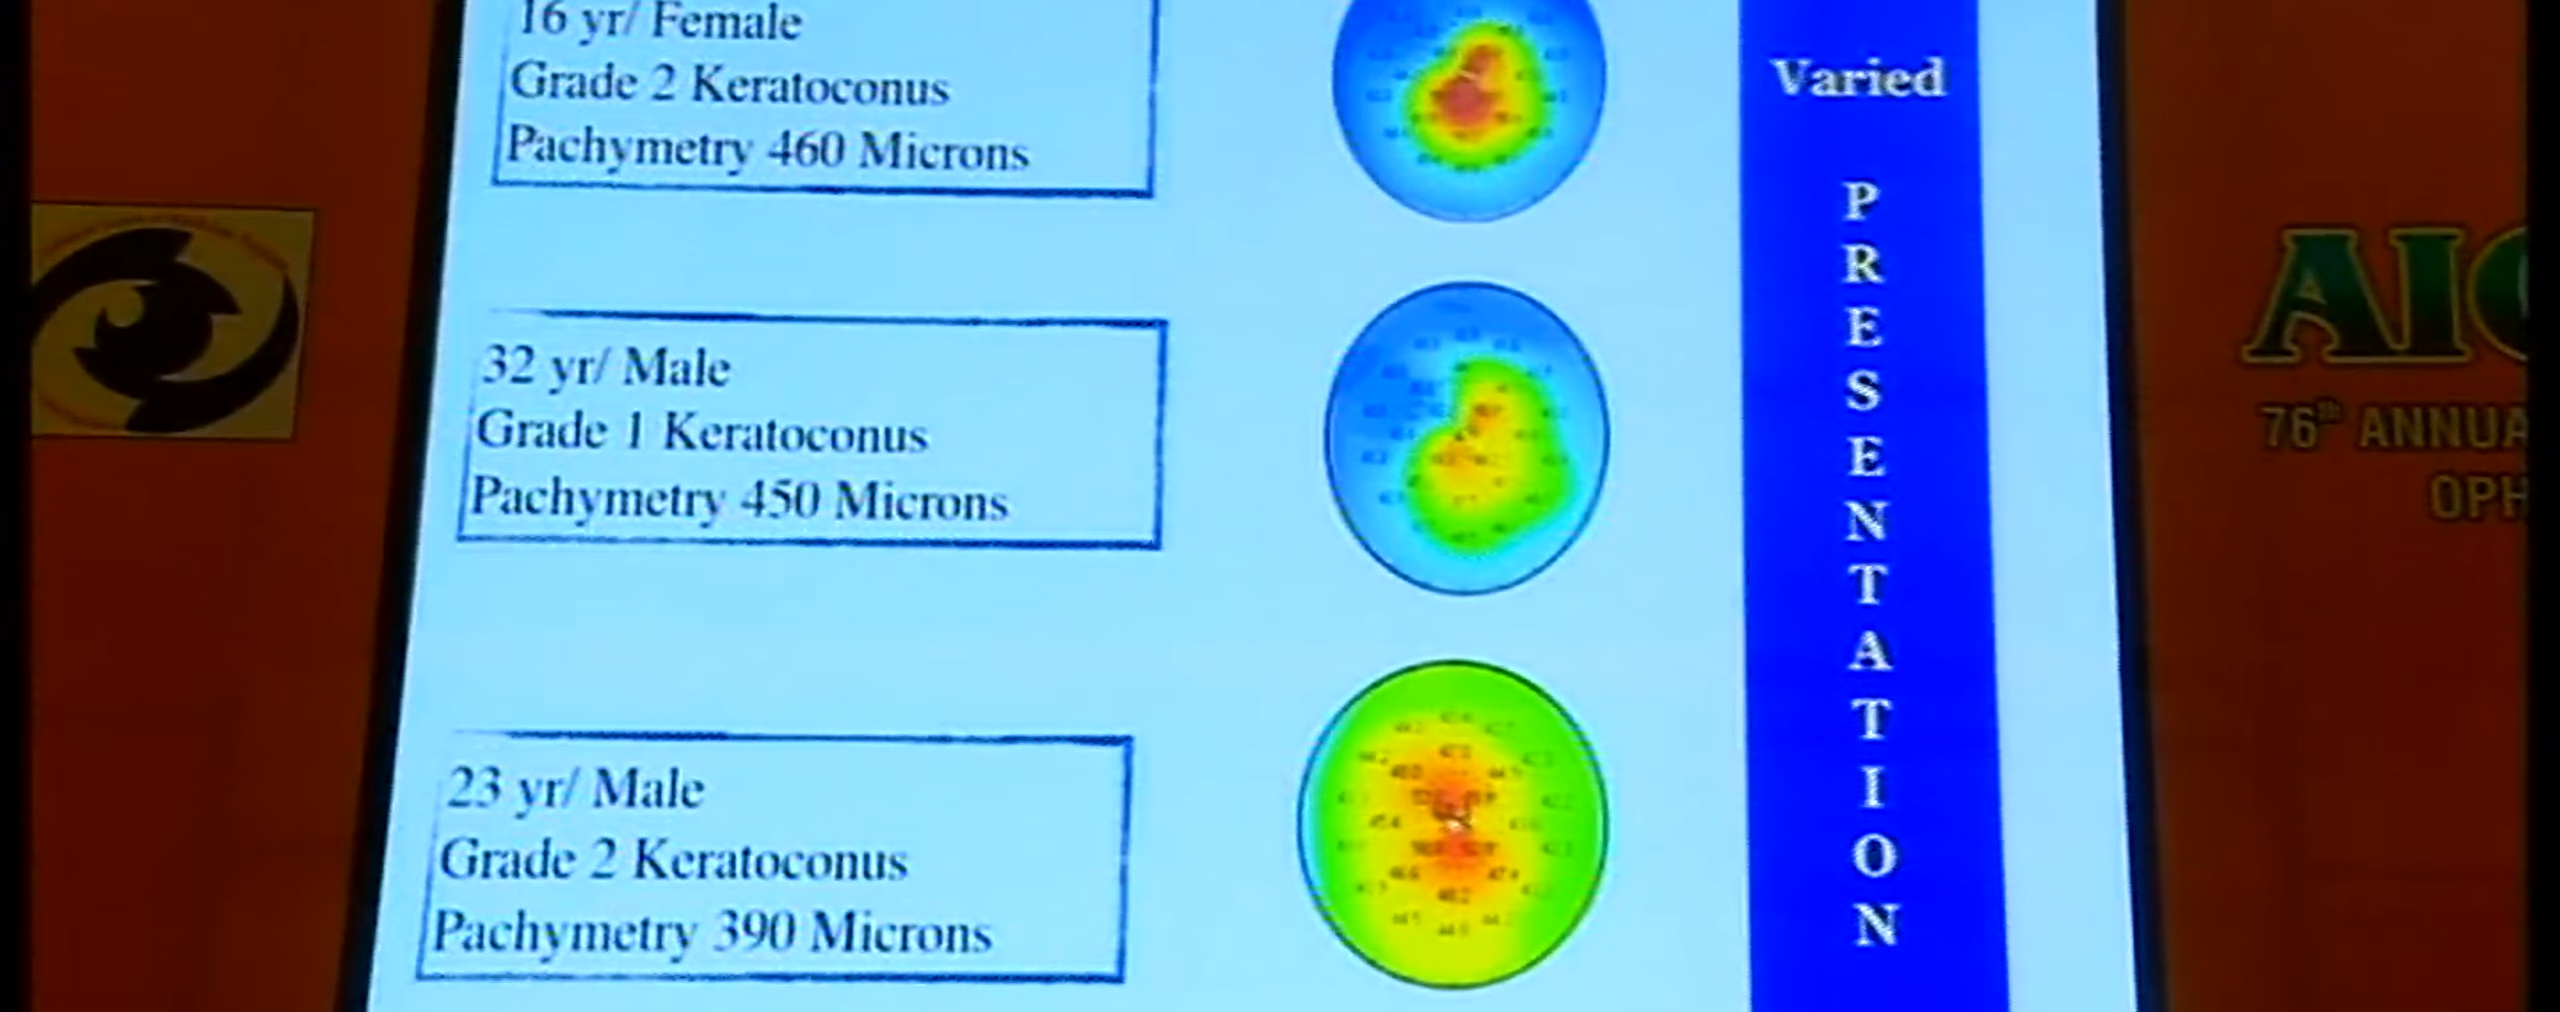 16 yr/ Female
Grade 2 Keratoconus
Pachymetry 460 Microns
32 yr/ Male
Grade 1 Keratoconus
Pachymetry 450 Microns
23 yr/ Male
Grade 2 Keratoconus
Pachymetry 390 Microns
Varied
PRESENTATION
AIO
76th ANNUA
OPH